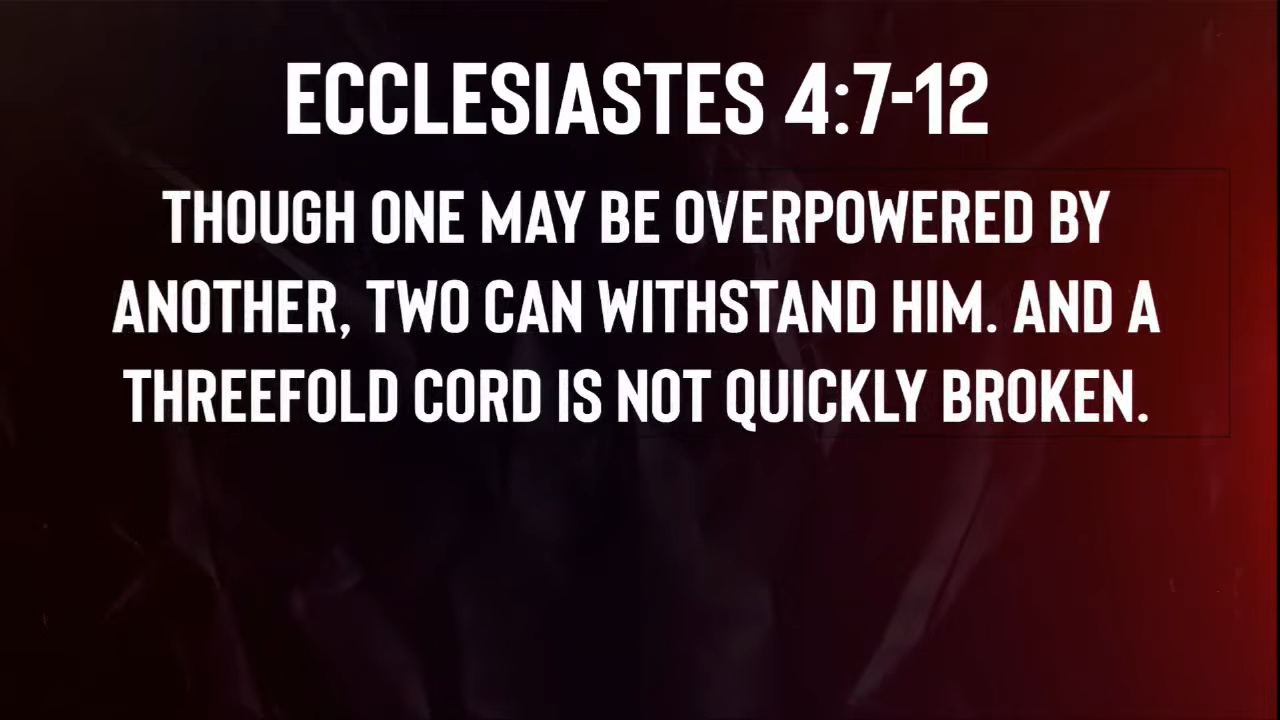 ECCLESIASTES 4:7-12
THOUGH ONE MAY BE OVERPOWERED BY
ANOTHER, TWO CAN WITHSTAND HIM. AND A
THREEFOLD CORD IS NOT QUICKLY BROKEN.